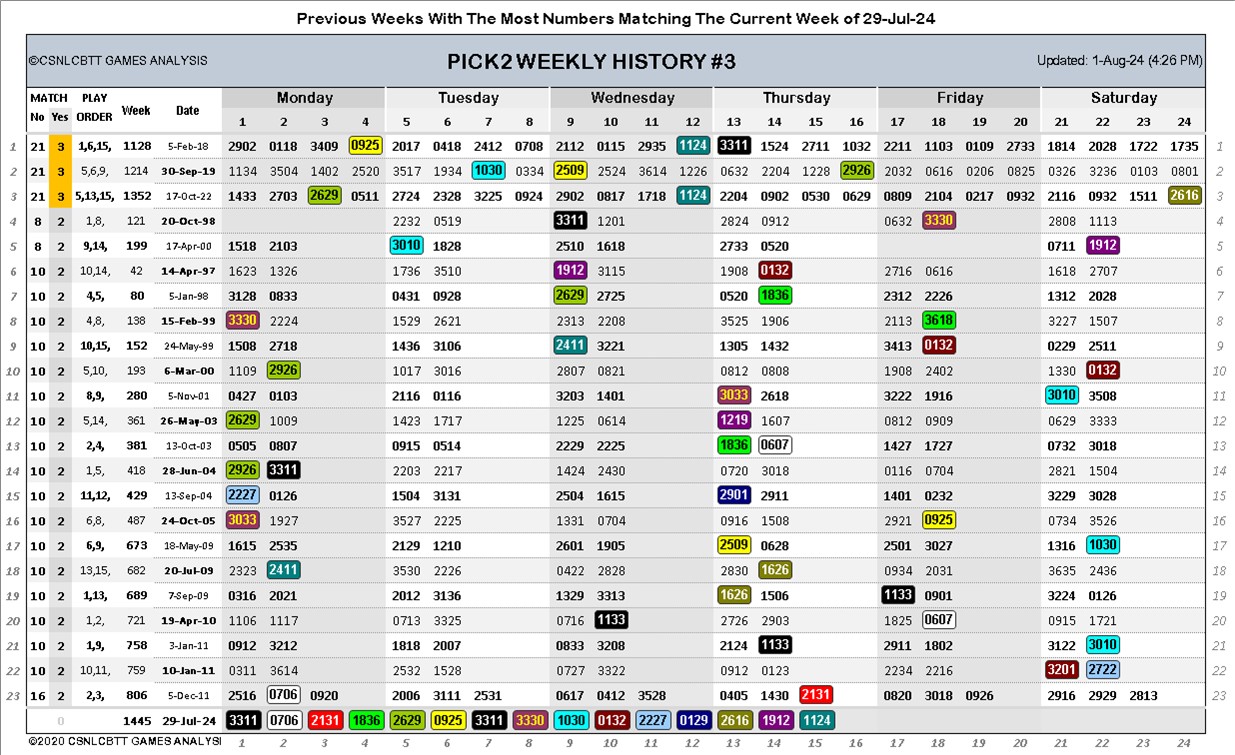 Previous Weeks With The Most Numbers Matching The Current Week of 29-Jul-24
©CSNLCBTT GAMES ANALYSIS PICK2 WEEKLY HISTORY #3 Updated: 1-Aug-24 (4:26 PM)
MATCH PLAY Week Date Monday Tuesday Wednesday Thursday Friday Saturday
No Yes ORDER 1 2 3 4 5 6 7 8 9 10 11 12 13 14 15 16 17 18 19 20 21 22 23 24
1 21 3 1,6,15, 1128 5-Feb-18 2902 0118 3409 0925 2017 0418 2412 0708 2112 0115 2935 1124 3311 1524 2711 1032 2211 1103 0109 2733 1814 2028 1722 1735 1
2 21 3 5,6,9, 1214 30-Sep-19 1134 3504 1402 2520 3517 1934 1030 0334 2509 2524 3614 1226 0632 2204 1228 2926 2032 0616 0206 0825 0326 3236 0103 0801 2
3 21 3 5,13,15, 1352 17-Oct-22 1433 2703 2629 0511 2724 2328 3225 0924 2902 0817 1718 1124 2204 0902 0530 0629 0809 2104 0217 0932 2116 0932 1511 2616 3
4 8 2 1,8, 121 20-Oct-98 2232 0519 3311 1201 2824 0912 0632 3330 2808 1113 4
5 8 2 9,14, 199 17-Apr-00 1518 2103 3010 1828 2510 1618 2733 0520 0711 1912 5
6 10 2 10,14, 42 14-Apr-97 1623 1326 1736 3510 1912 3115 1908 0132 2716 0616 1618 2707 6
7 10 2 4,5, 80 5-Jan-98 3128 0833 0431 0928 2629 2725 0520 1836 2312 2226 1312 2028 7
8 10 2 4,8, 138 15-Feb-99 3330 2224 1529 2621 2313 2208 3525 1906 2113 3618 3227 1507 8
9 10 2 10,15, 152 24-May-99 1508 2718 1436 3106 2411 3221 1305 1432 3413 0132 0229 2511 9
10 10 2 5,10, 193 6-Mar-00 1109 2926 1017 3016 2807 0821 0812 0808 1908 2402 1330 0132 10
11 10 2 8,9, 280 5-Nov-01 0427 0103 2116 0116 3203 1401 3033 2618 3222 1916 3010 3508 11
12 10 2 5,14, 361 26-May-03 2629 1009 1423 1717 1225 0614 1219 1607 0812 0909 0629 3333 12
13 10 2 2,4, 381 13-Oct-03 0505 0807 0915 0514 2229 2225 1836 0607 1427 1727 0732 3018 13
14 10 2 1,5, 418 28-Jun-04 2926 3311 2203 2217 1424 2430 0720 3018 0116 0704 2821 1504 14
15 10 2 11,12, 429 13-Sep-04 2227 0126 1504 3131 2504 1615 2901 2911 1401 0232 3229 3028 15
16 10 2 6,8, 487 24-Oct-05 3033 1927 3527 2225 1331 0704 0916 1508 2921 0925 0734 3526 16
17 10 2 6,9, 673 18-May-09 1615 2535 2129 1210 2601 1905 2509 0628 2501 3027 1316 1030 17
18 10 2 13,15, 682 20-Jul-09 2323 2411 3530 2226 0422 2828 2830 1626 0934 2031 3635 2436 18
19 10 2 1,13, 689 7-Sep-09 0316 2021 2012 3136 1329 3313 1626 1506 1133 0901 3224 0126 19
20 10 2 1,2, 721 19-Apr-10 1106 1117 0713 3325 0716 1133 2726 2903 1825 0607 0915 1721 20
21 10 2 1,9, 758 3-Jan-11 0912 3212 1818 2007 0833 3208 2124 1133 2911 1802 3122 3010 21
22 10 2 10,11, 759 10-Jan-11 0311 3614 2532 1528 0727 3322 0912 0123 2234 2216 3201 2722 22
23 16 2 2,3, 806 5-Dec-11 2516 0706 0920 2006 3111 2531 0617 0412 3528 0405 1430 2131 0820 3018 0926 2916 2929 2813 23
0 1445 29-Jul-24 3311 0706 2131 1836 2629 0925 3311 3330 1030 0132 2227 0129 2616 1912 1124
©2020 CSNLCBTT GAMES ANALYSI 1 2 3 4 5 6 7 8 9 10 11 12 13 14 15 16 17 18 19 20 21 22 23 24